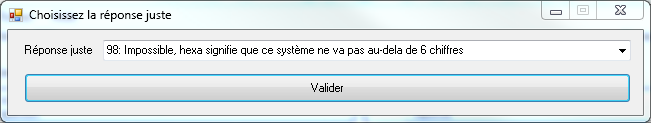 Choisissez la réponse juste
Réponse juste 98: Impossible, hexa signifie que ce système ne va pas au-dela de 6 chiffres
Valider